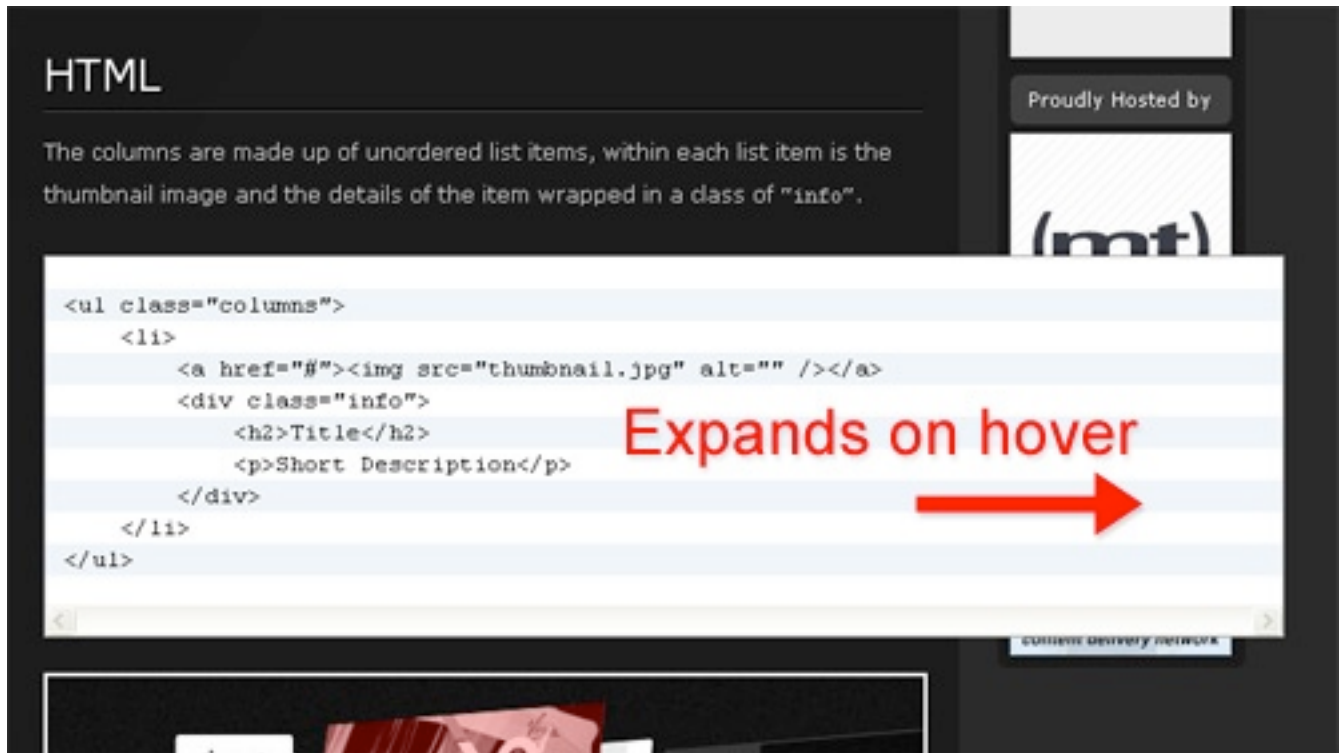 HTML
Proudly Hosted by
The columns are made up of unordered list items, within each list item is the
thumbnail image and the details of the item wrapped in a class of "info".
(mt)
<ul class="columns">
<li>
<a href="#"><img src="thumbnail.jpg" alt="" /></a>
<div class="info">
<h2>Title</h2>
<p>Short Description</p>
</div>
</li>
</ul>
Expands on hover
content delivery network